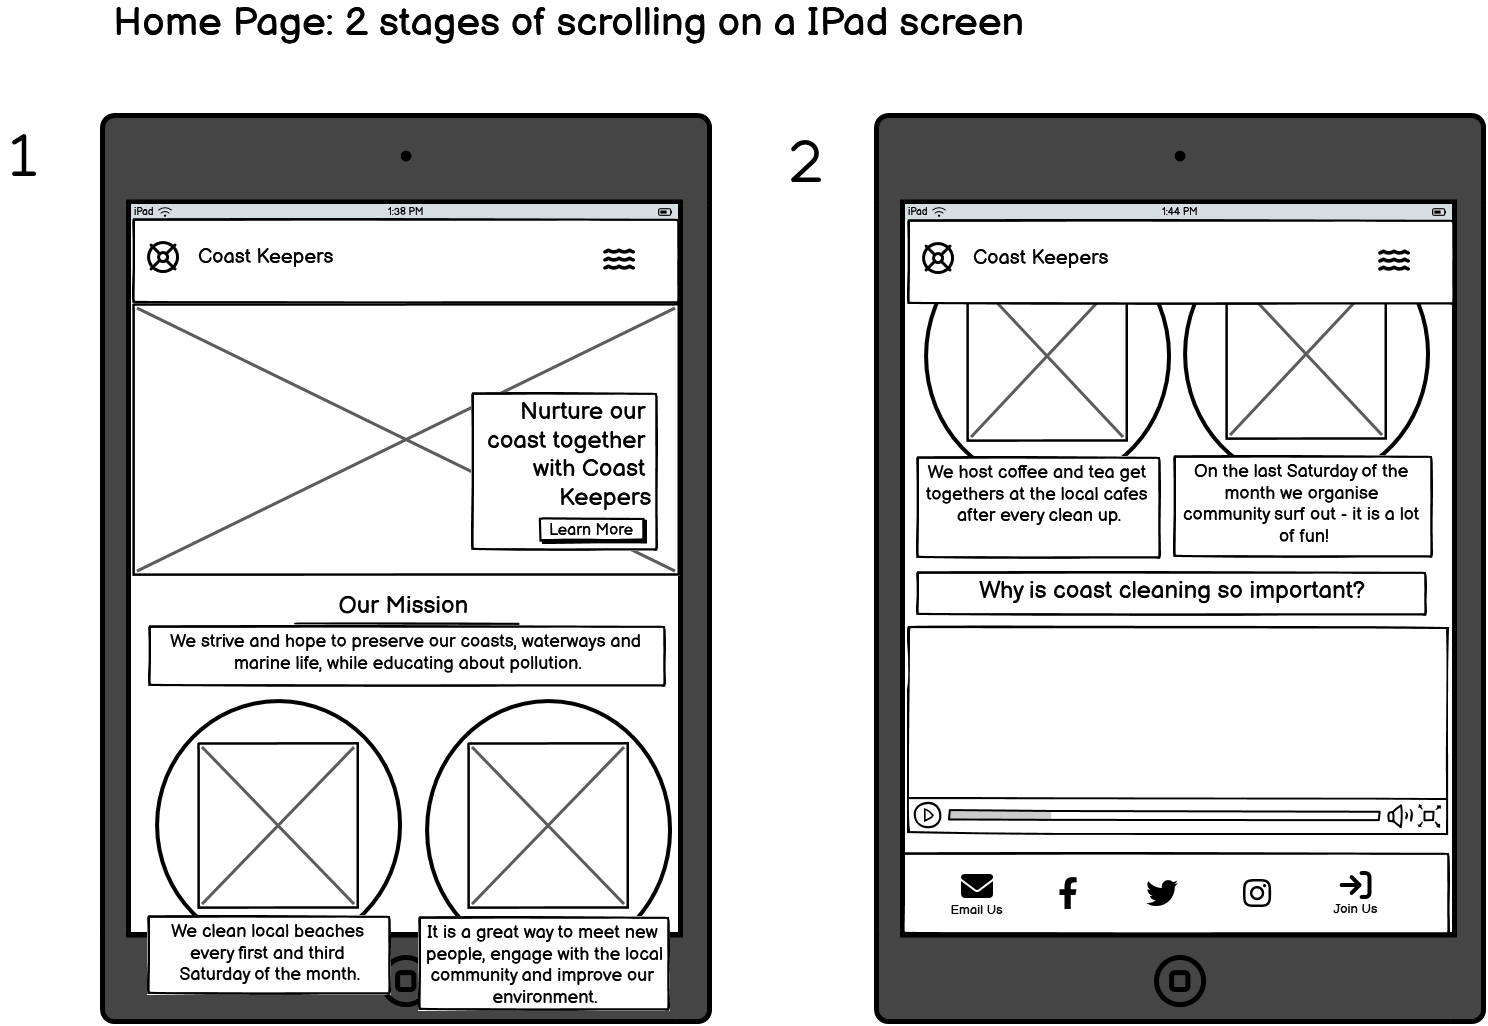 Home Page: 2 stages of scrolling on a IPad screen
1
iPad
1:38 PM
Coast Keepers
Nurture our
coast together
with Coast
Keepers
Learn More
Our Mission
We strive and hope to preserve our coasts, waterways and
marine life, while educating about pollution.
We clean local beaches
every first and third
Saturday of the month.
It is a great way to meet new
people, engage with the local
community and improve our
environment.
2
iPad
1:44 PM
Coast Keepers
We host coffee and tea get
togethers at the local cafes
after every clean up.
On the last Saturday of the
month we organise
community surf out - it is a lot
of fun!
Why is coast cleaning so important?
Email Us
Join Us